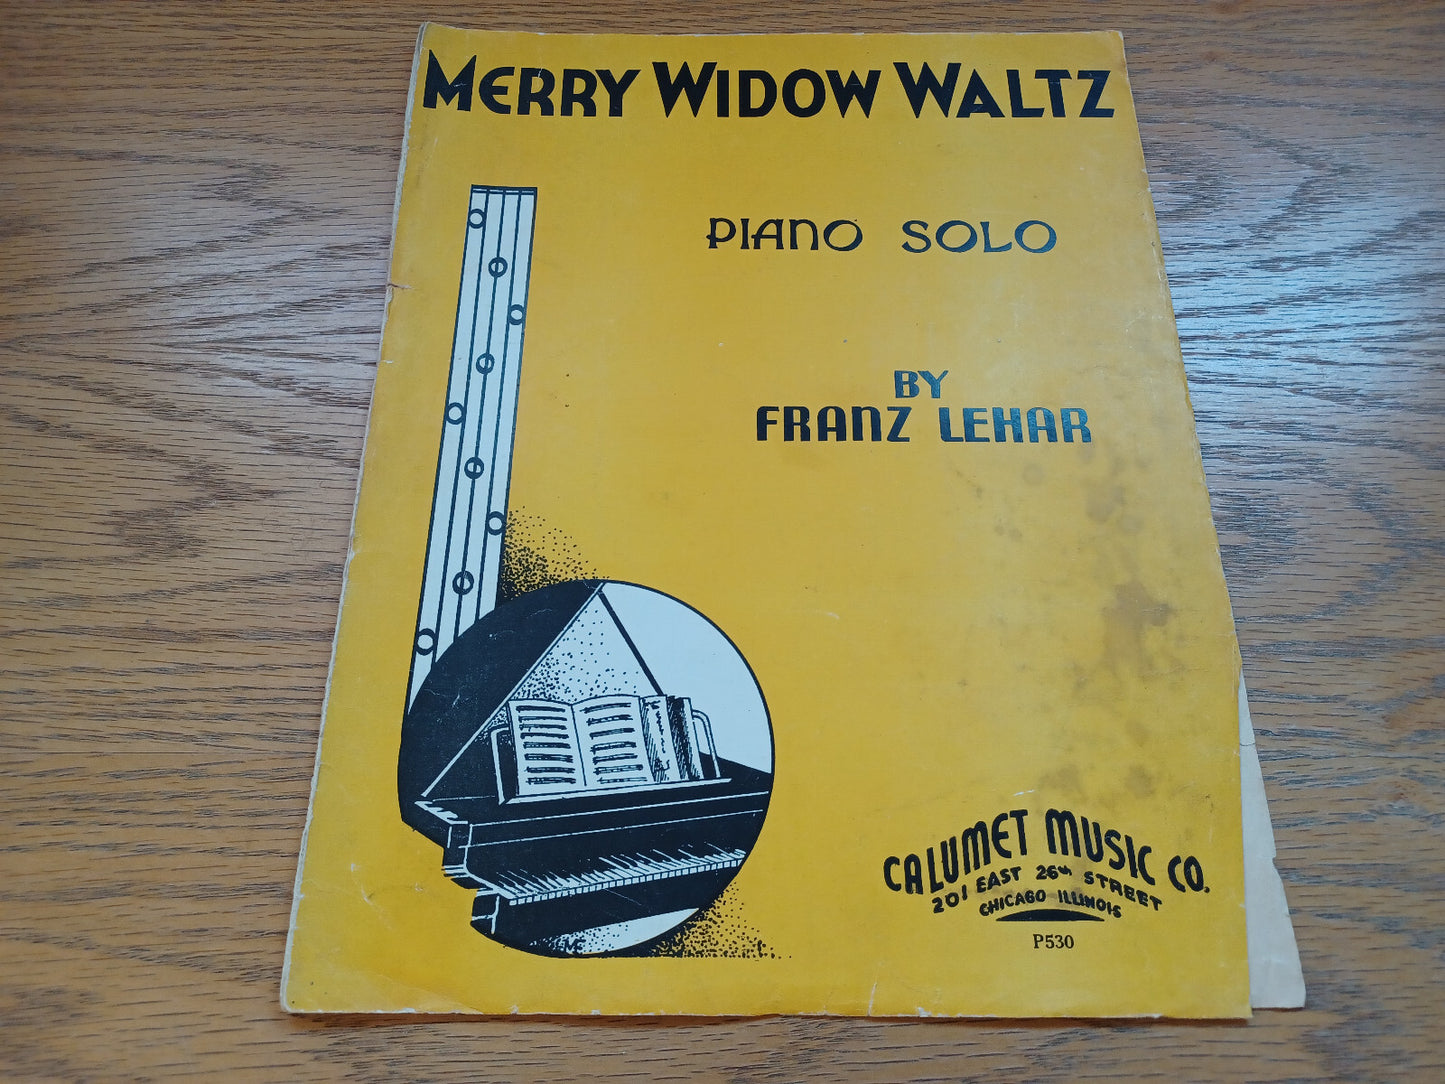 MERRY WIDOW WALTZ
PIANO SOLO
BY
FRANZ LEHAR
CALUMET MUSIC CO.
201 EAST 26th STREET
CHICAGO ILLINOIS
P530